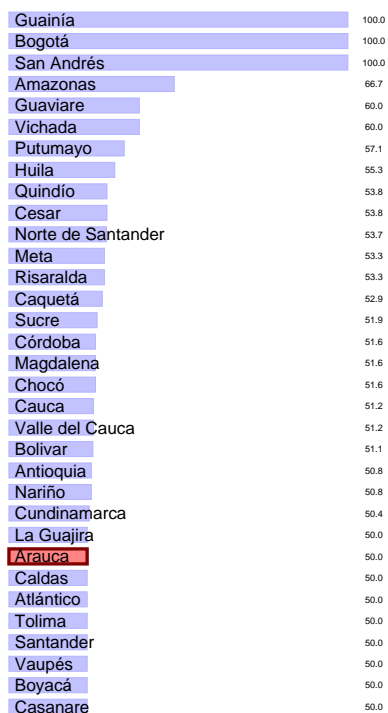 Guainía 100.0
Bogotá 100.0
San Andrés 100.0
Amazonas 66.7
Guaviare 60.0
Vichada 60.0
Putumayo 57.1
Huila 55.3
Quindío 53.8
Cesar 53.8
Norte de Santander 53.7
Meta 53.3
Risaralda 53.3
Caquetá 52.9
Sucre 51.9
Córdoba 51.6
Magdalena 51.6
Chocó 51.6
Cauca 51.2
Valle del Cauca 51.2
Bolivar 51.1
Antioquia 50.8
Nariño 50.8
Cundinamarca 50.4
La Guajira 50.0
Arauca 50.0
Caldas 50.0
Atlántico 50.0
Tolima 50.0
Santander 50.0
Vaupés 50.0
Boyacá 50.0
Casanare 50.0